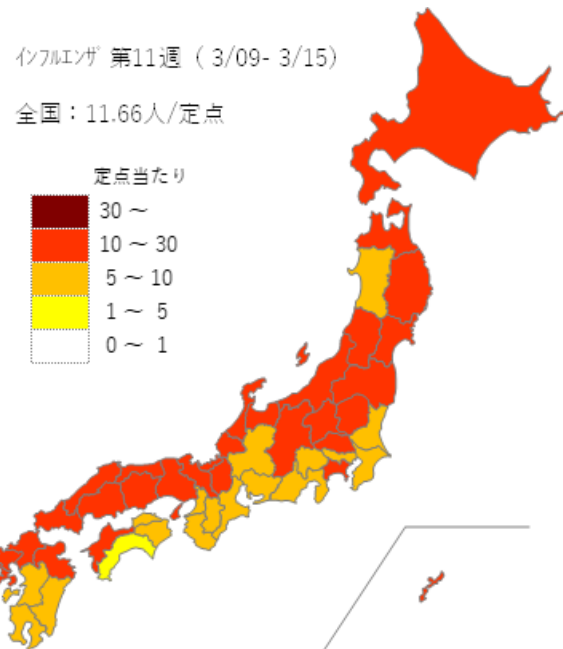 インフルエンザ 第11週 ( 3/09- 3/15)
全国：11.66人/定点
定点当たり
30 ～
10 ～ 30
5 ～ 10
1 ～ 5
0 ～ 1